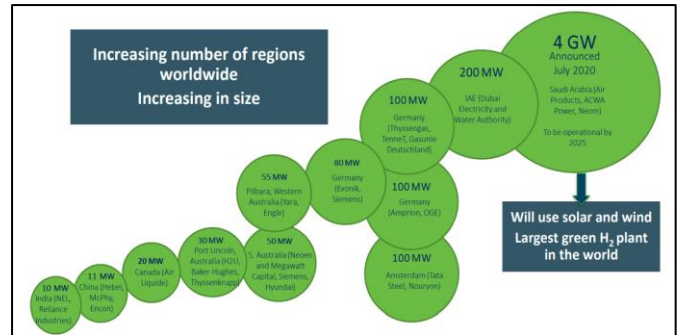 Increasing number of regions
worldwide
Increasing in size
4 GW
Announced
July 2020
Saudi Arabia (Air
Products, ACWA
Power, Neom)
To be operational by
2025
200 MW
IAE (Dubai Electricity and
Water Authority)
100 MW
Germany
(Thyssengas,
TenneT, Gasunie
Deutschland)
80 MW
Germany
(Evonik,
Siemens)
100 MW
Germany
(Amprion, OGE)
100 MW
Amsterdam (Tata
Steel, Nouryon)
55 MW
Pilbara, Western
Australia (Yara,
Engie)
50 MW
S. Australia (Neoen
and Megawatt
Capital, Siemens,
Hyundai)
30 MW
Port Lincoln,
Australia (H2U,
Baker Hughes,
Thyssenkrupp)
20 MW
Canada (Air
Liquide)
11 MW
China (Hebei,
McPhy,
Encon)
10 MW
India (NEL,
Reliance
Industries)
Will use solar and wind
Largest green H₂ plant
in the world